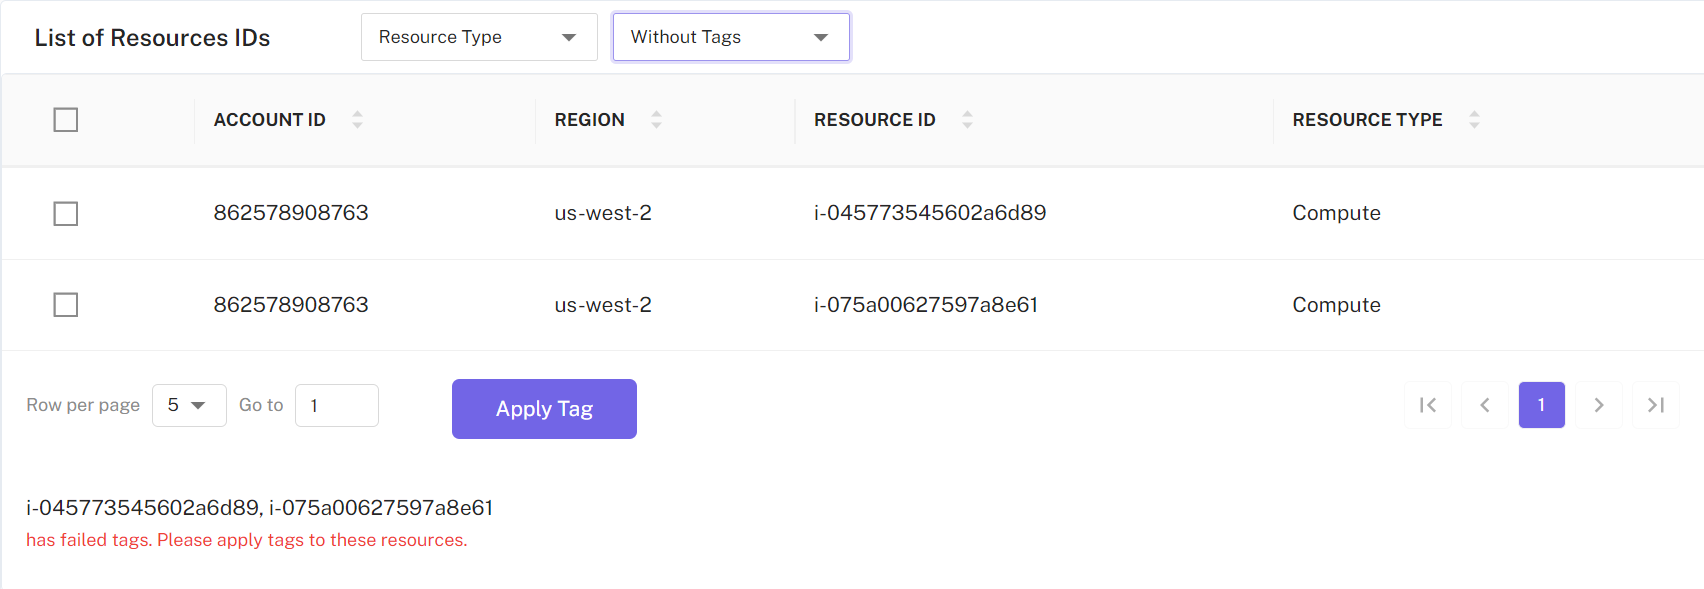 List of Resources IDs Resource Type Without Tags
ACCOUNT ID REGION RESOURCE ID RESOURCE TYPE
862578908763 us-west-2 i-045773545602a6d89 Compute
862578908763 us-west-2 i-075a00627597a8e61 Compute
Row per page 5 Go to 1 Apply Tag 1
i-045773545602a6d89, i-075a00627597a8e61
has failed tags. Please apply tags to these resources.